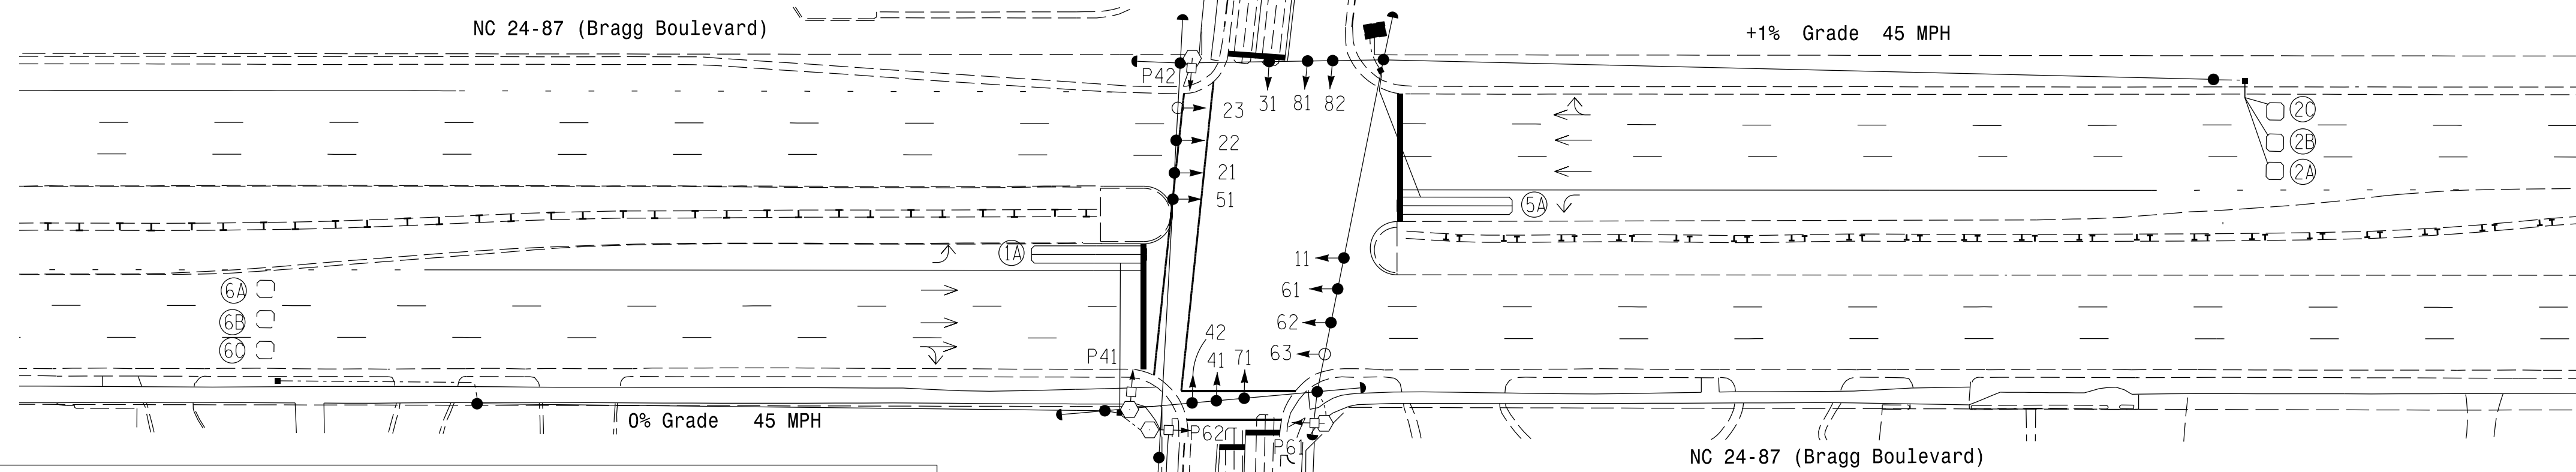 NC 24-87 (Bragg Boulevard)
+1% Grade 45 MPH
P42
23
31
81
82
2C
22
2B
21
2A
51
5A
1A
11
6A
61
6B
62
42
6C
P41
41
71
63
0% Grade 45 MPH
P62
P61
NC 24-87 (Bragg Boulevard)